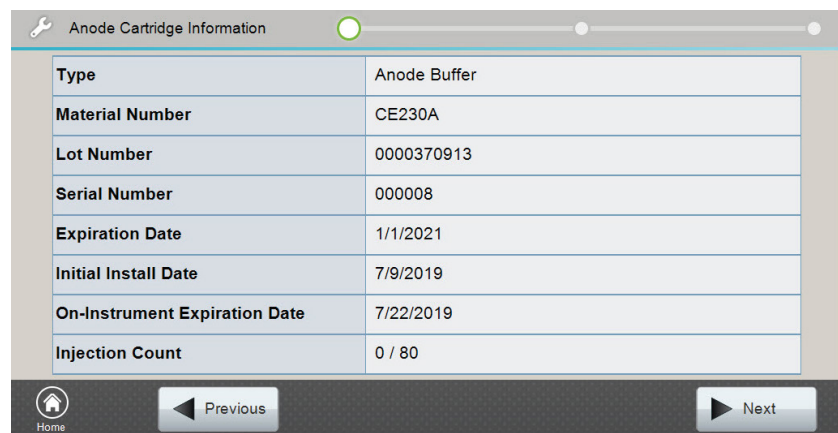 Anode Cartridge Information
Type Anode Buffer
Material Number CE230A
Lot Number 0000370913
Serial Number 000008
Expiration Date 1/1/2021
Initial Install Date 7/9/2019
On-Instrument Expiration Date 7/22/2019
Injection Count 0 / 80
Home Previous Next